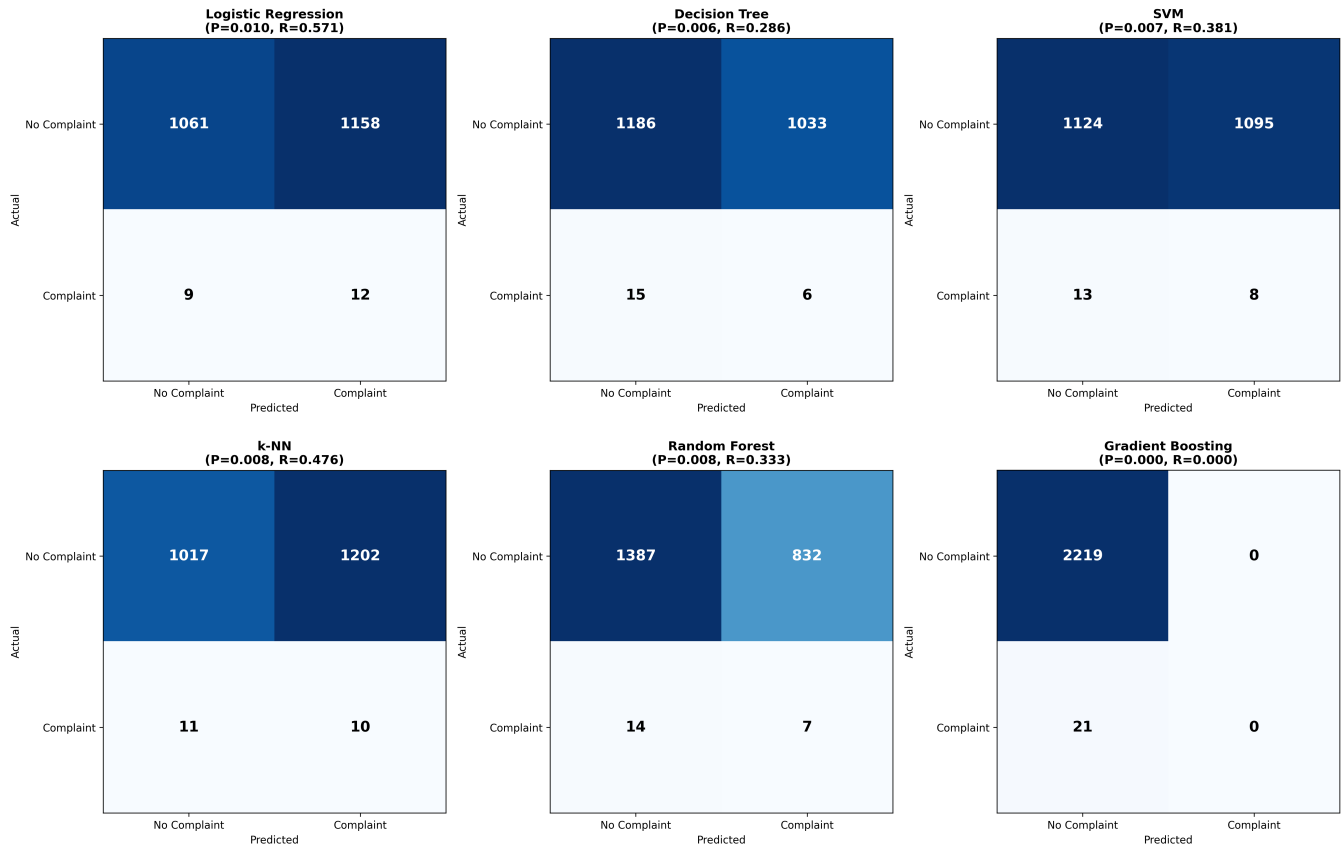 Logistic Regression
(P=0.010, R=0.571)
Actual
No Complaint
1061
1158
Complaint
9
12
No Complaint
Complaint
Predicted
Decision Tree
(P=0.006, R=0.286)
Actual
No Complaint
1186
1033
Complaint
15
6
No Complaint
Complaint
Predicted
SVM
(P=0.007, R=0.381)
Actual
No Complaint
1124
1095
Complaint
13
8
No Complaint
Complaint
Predicted
k-NN
(P=0.008, R=0.476)
Actual
No Complaint
1017
1202
Complaint
11
10
No Complaint
Complaint
Predicted
Random Forest
(P=0.008, R=0.333)
Actual
No Complaint
1387
832
Complaint
14
7
No Complaint
Complaint
Predicted
Gradient Boosting
(P=0.000, R=0.000)
Actual
No Complaint
2219
0
Complaint
21
0
No Complaint
Complaint
Predicted